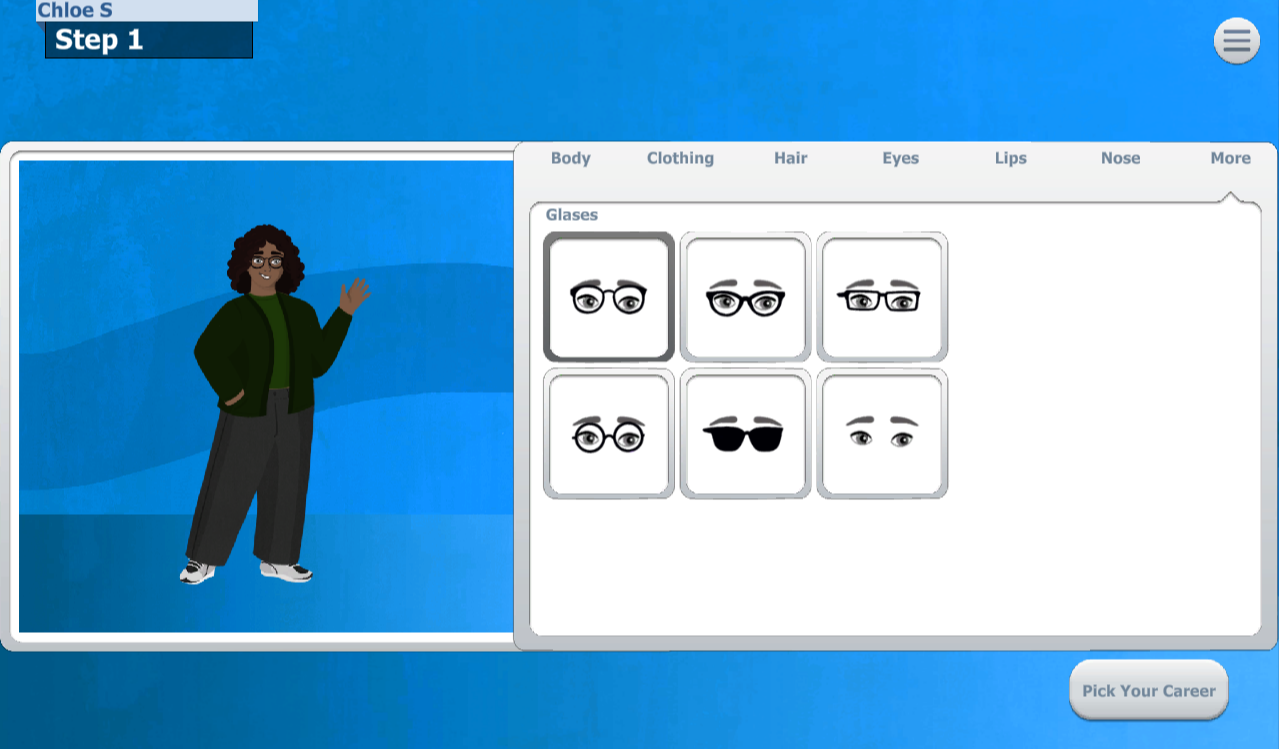 Chloe S
Step 1
Body Clothing Hair Eyes Lips Nose More
Glases
Pick Your Career